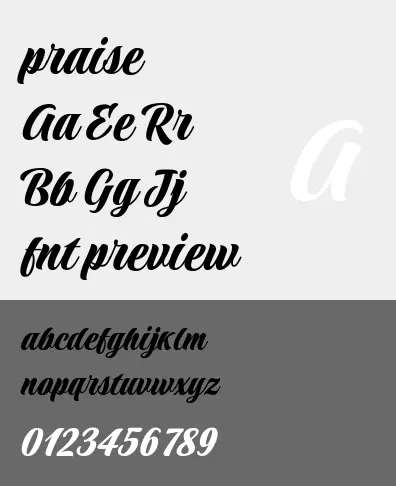 praise
Aa Ee Rr
A
Bb Gg Jj
fnt preview
abcdefghijklm
nopqrstuvwxyz
0123456789